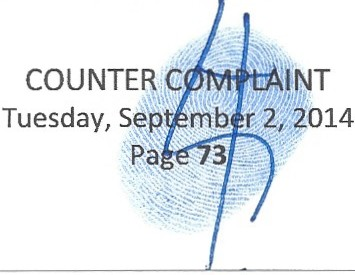 COUNTER COMPLAINT
Tuesday, September 2, 2014
Page 73